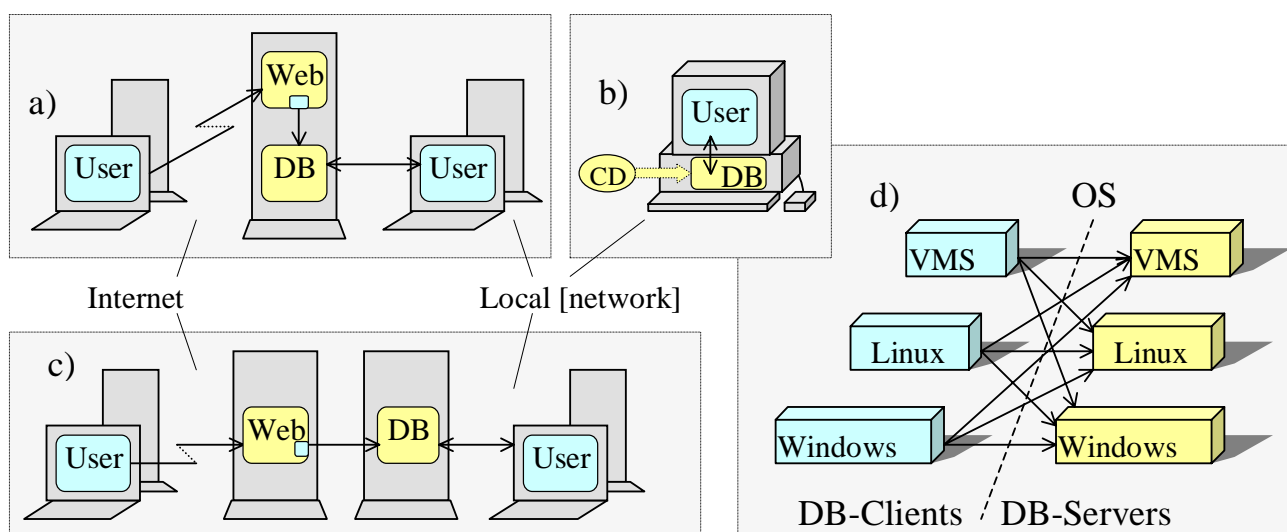 a)
User
Web
DB
User
b)
User
CD
DB
Internet
Local [network]
c)
User
Web
DB
User
d)
OS
VMS
VMS
Linux
Linux
Windows
Windows
DB-Clients
DB-Servers